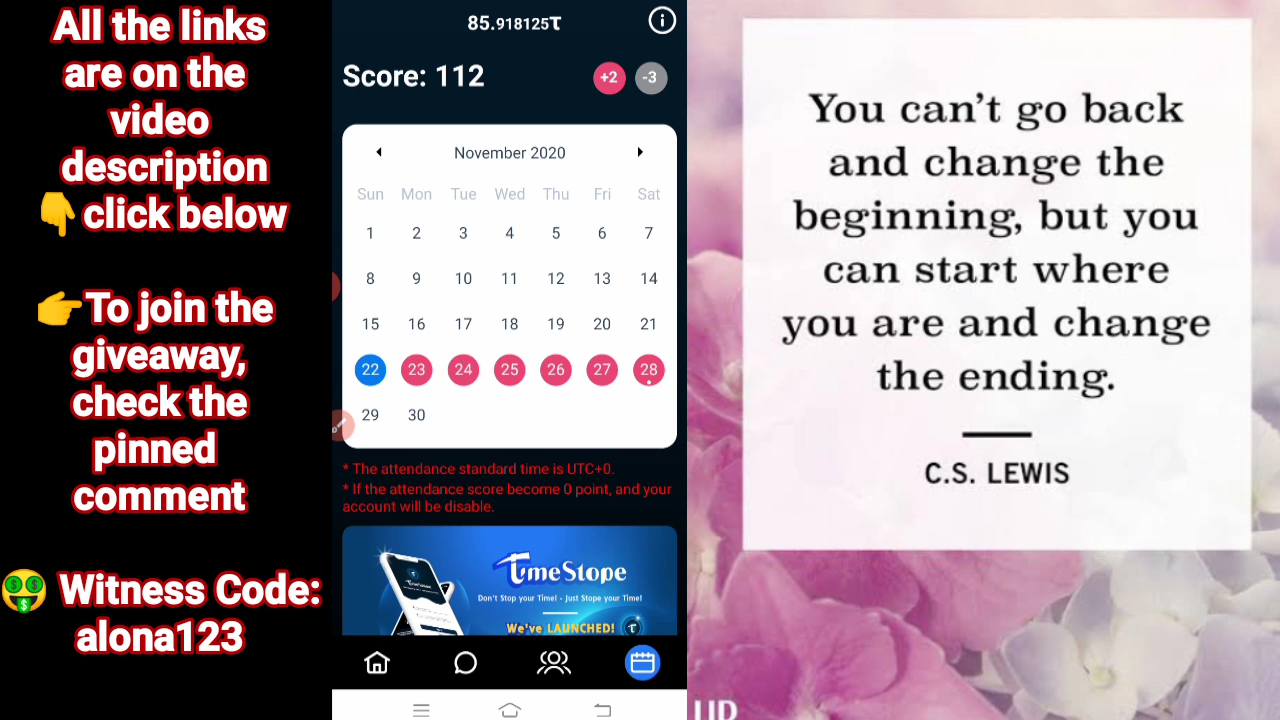 All the links
are on the
video
description
👇click below
👉To join the
giveaway,
check the
pinned
comment
🤑 Witness Code:
alona123
85.918125τ
Score: 112
+2
-3
November 2020
Sun Mon Tue Wed Thu Fri Sat
1 2 3 4 5 6 7
8 9 10 11 12 13 14
15 16 17 18 19 20 21
22 23 24 25 26 27 28
29 30
* The attendance standard time is UTC+0.
* If the attendance score become 0 point, and your
account will be disable.
TimeStope
Don't Stop your Time! - Just Stope your Time!
We've LAUNCHED!
You can't go back
and change the
beginning, but you
can start where
you are and change
the ending.
C.S. LEWIS